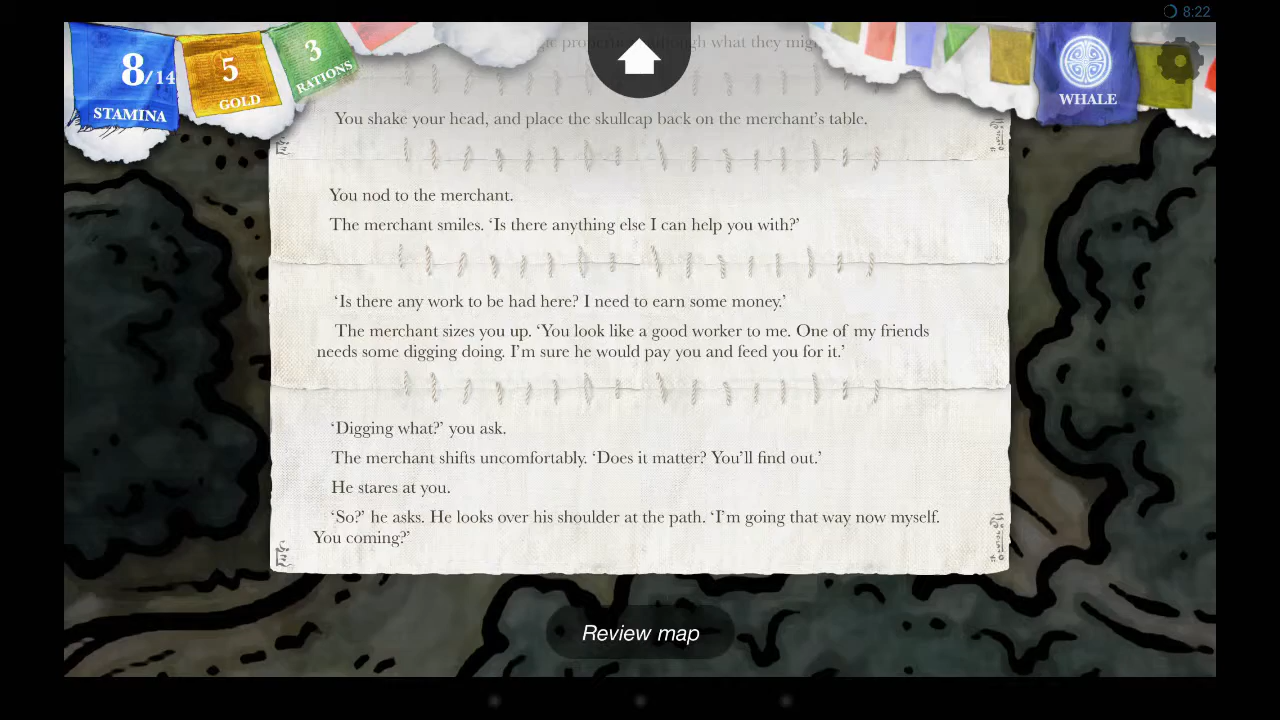 8:22
8/14
STAMINA
5
GOLD
3
RATIONS
WHALE
You shake your head, and place the skullcap back on the merchant’s table.
You nod to the merchant.
The merchant smiles. ‘Is there anything else I can help you with?’
‘Is there any work to be had here? I need to earn some money.’
The merchant sizes you up. ‘You look like a good worker to me. One of my friends
needs some digging doing. I’m sure he would pay you and feed you for it.’
‘Digging what?’ you ask.
The merchant shifts uncomfortably. ‘Does it matter? You’ll find out.’
He stares at you.
‘So?’ he asks. He looks over his shoulder at the path. ‘I’m going that way now myself.
You coming?’
Review map